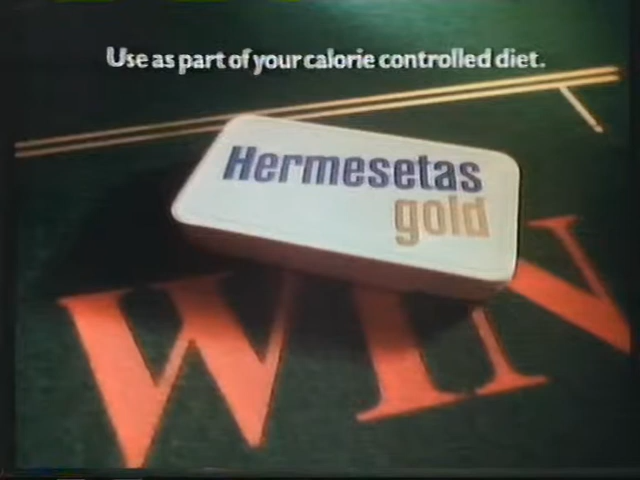 Use as part of your calorie controlled diet.
Hermesetas
gold
WIN